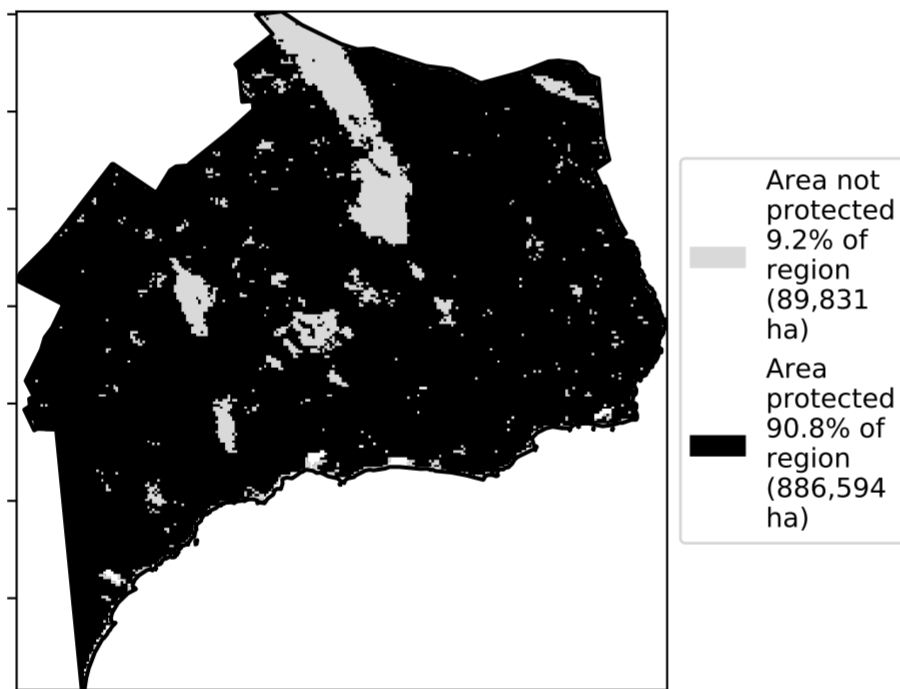 Area not
protected
9.2% of
region
(89,831
ha)
Area
protected
90.8% of
region
(886,594
ha)